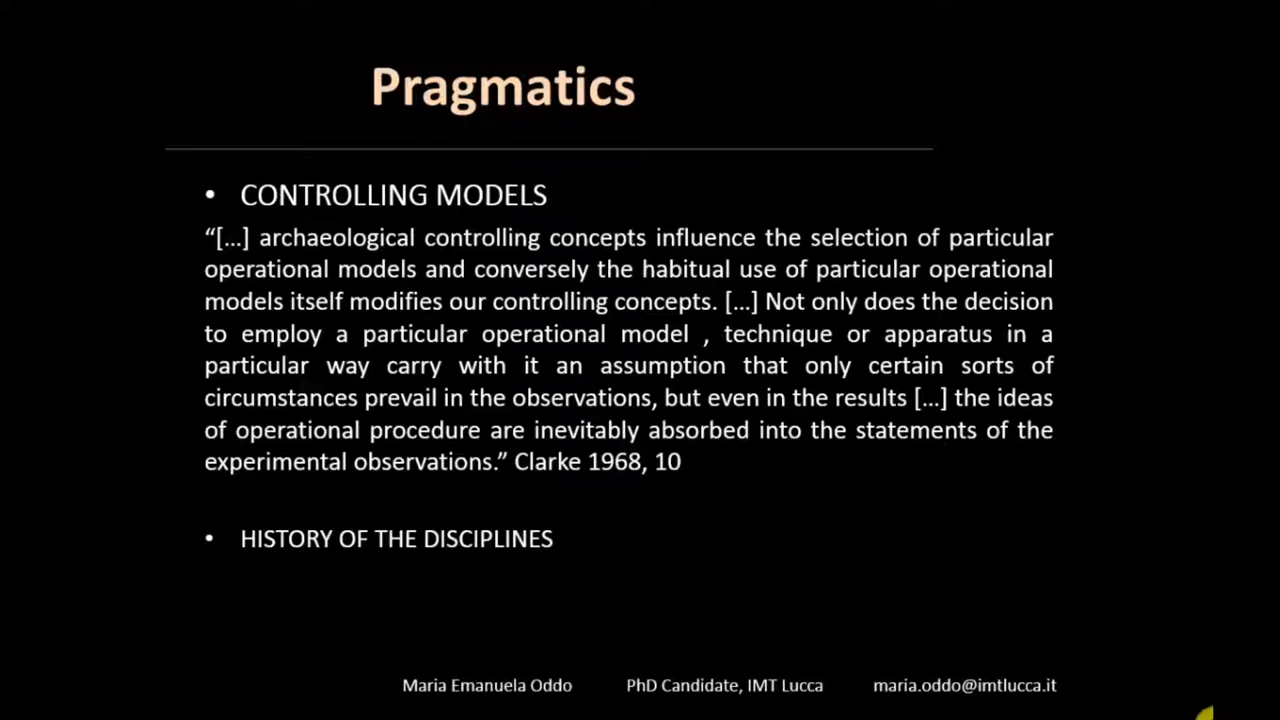 Pragmatics
• CONTROLLING MODELS
“[...] archaeological controlling concepts influence the selection of particular
operational models and conversely the habitual use of particular operational
models itself modifies our controlling concepts. [...] Not only does the decision
to employ a particular operational model , technique or apparatus in a
particular way carry with it an assumption that only certain sorts of
circumstances prevail in the observations, but even in the results [...] the ideas
of operational procedure are inevitably absorbed into the statements of the
experimental observations.” Clarke 1968, 10
• HISTORY OF THE DISCIPLINES
Maria Emanuela Oddo PhD Candidate, IMT Lucca maria.oddo@imtlucca.it